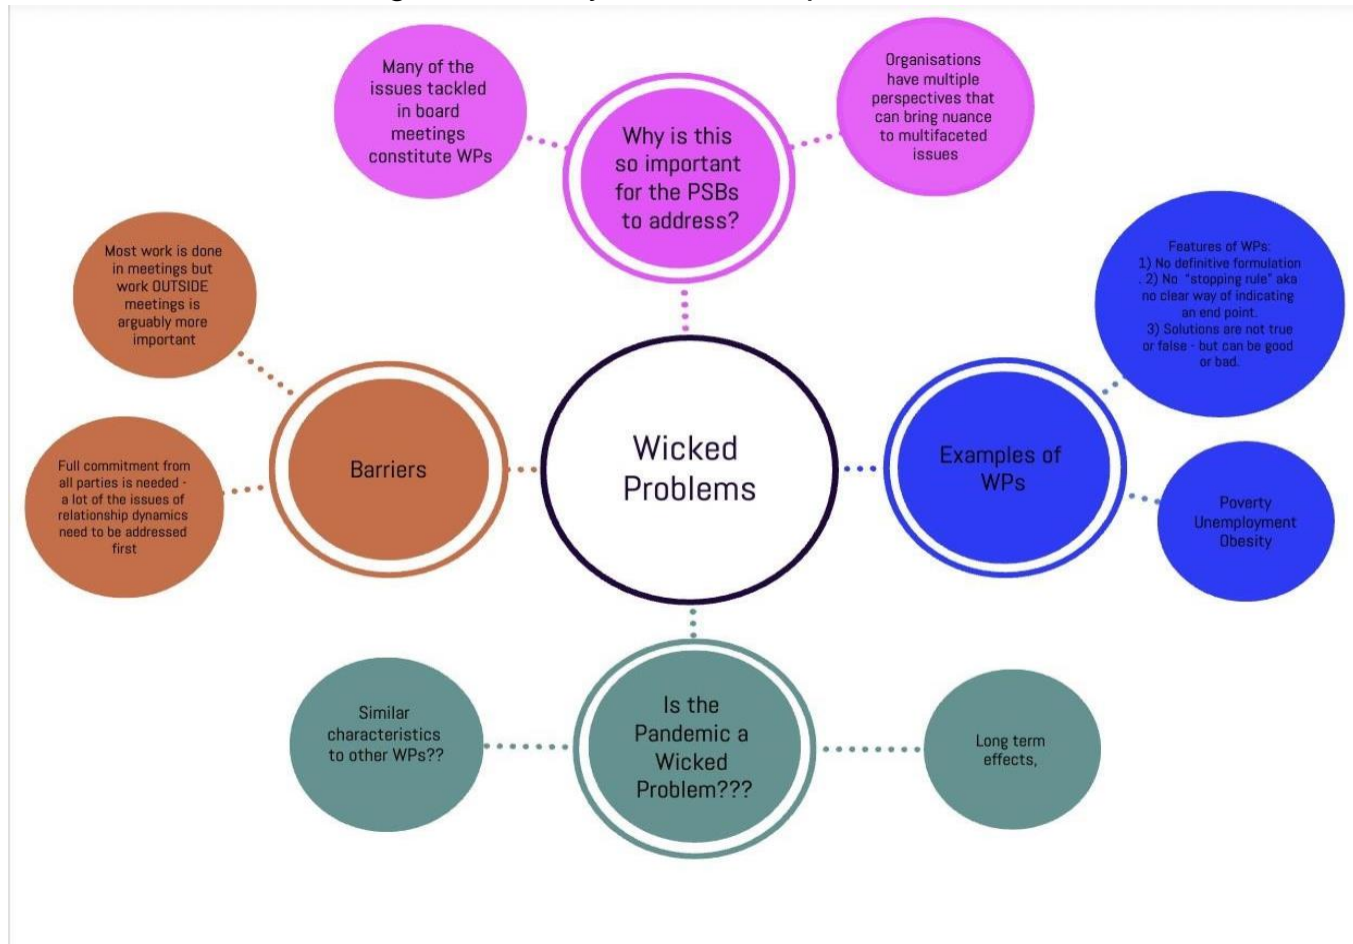 Many of the
issues tackled
in board
meetings
constitute WPs
Why is this
so important
for the PSBs
to address?
Organisations
have multiple
perspectives that
can bring nuance
to multifaceted
issues
Most work is done
in meetings but
work OUTSIDE
meetings is
arguably more
important
Features of WPs:
1) No definitive formulation
. 2) No "stopping rule" aka
no clear way of indicating
an end point.
3) Solutions are not true
or false - but can be good
or bad.
Full commitment from
all parties is needed -
a lot of the issues of
relationship dynamics
need to be addressed
first
Barriers
Wicked
Problems
Examples of
WPs
Poverty
Unemployment
Obesity
Similar
characteristics
to other WPs??
Is the
Pandemic a
Wicked
Problem???
Long term
effects,